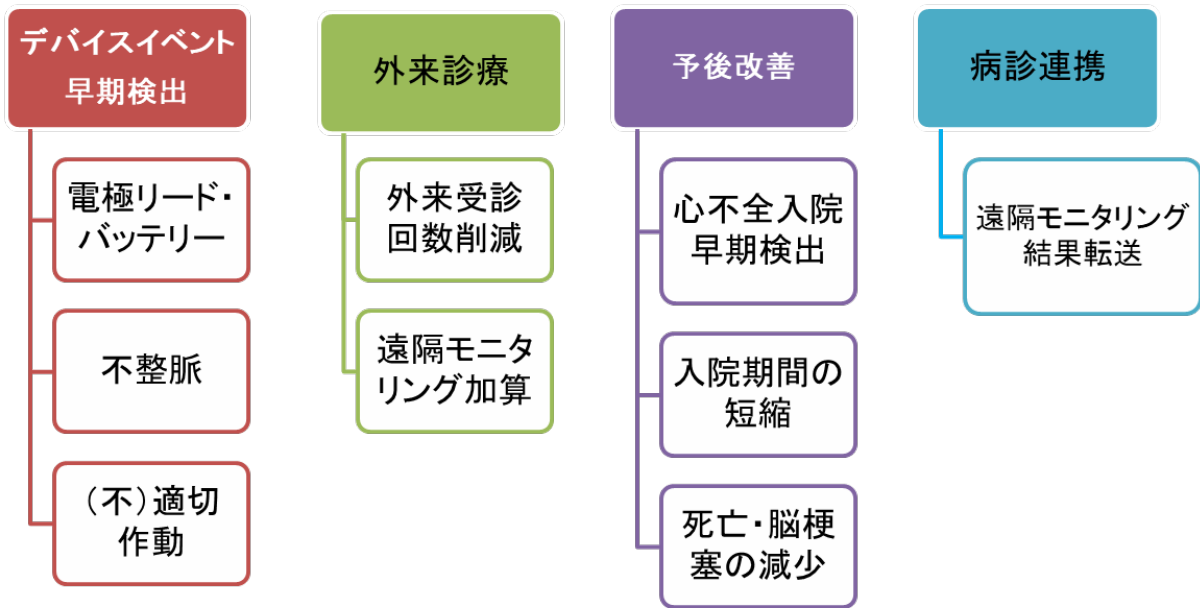 デバイスイベント
早期検出
電極リード・
バッテリー
不整脈
（不）適切
作動
外来診療
外来受診
回数削減
遠隔モニタ
リング加算
予後改善
心不全入院
早期検出
入院期間の
短縮
死亡・脳梗
塞の減少
病診連携
遠隔モニタリング
結果転送